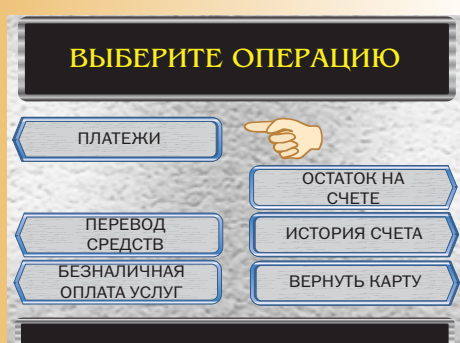 ВЫБЕРИТЕ ОПЕРАЦИЮ
ПЛАТЕЖИ
ОСТАТОК НА
СЧЕТЕ
ПЕРЕВОД
СРЕДСТВ
ИСТОРИЯ СЧЕТА
БЕЗНАЛИЧНАЯ
ОПЛАТА УСЛУГ
ВЕРНУТЬ КАРТУ